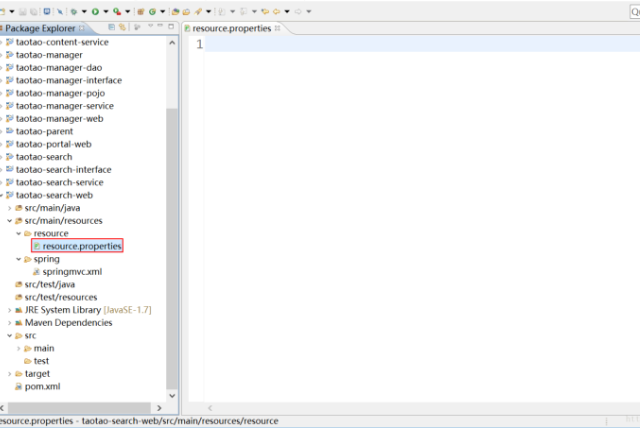 Qu
Package Explorer
resource.properties
1
taotao-content-service
taotao-manager
taotao-manager-dao
taotao-manager-interface
taotao-manager-pojo
taotao-manager-service
taotao-manager-web
taotao-parent
taotao-portal-web
taotao-search
taotao-search-interface
taotao-search-service
taotao-search-web
src/main/java
src/main/resources
resource
resource.properties
spring
springmvc.xml
src/test/java
src/test/resources
JRE System Library [JavaSE-1.7]
Maven Dependencies
src
main
test
target
pom.xml
esource.properties - taotao-search-web/src/main/resources/resource